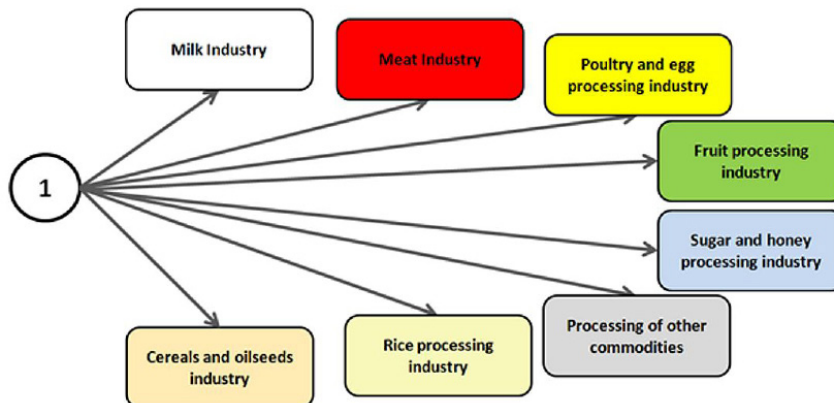 Milk Industry
Meat Industry
Poultry and egg
processing industry
1
Fruit processing
industry
Sugar and honey
processing industry
Processing of other
commodities
Rice processing
industry
Cereals and oilseeds
industry